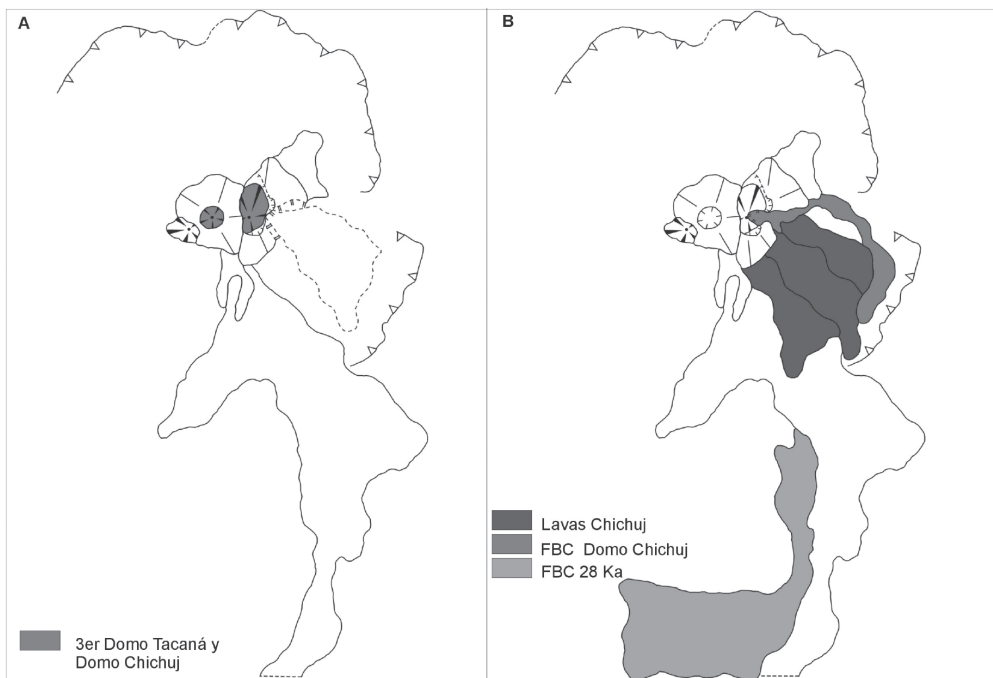 A
3er Domo Tacaná y
Domo Chichuj
B
Lavas Chichuj
FBC Domo Chichuj
FBC 28 Ka